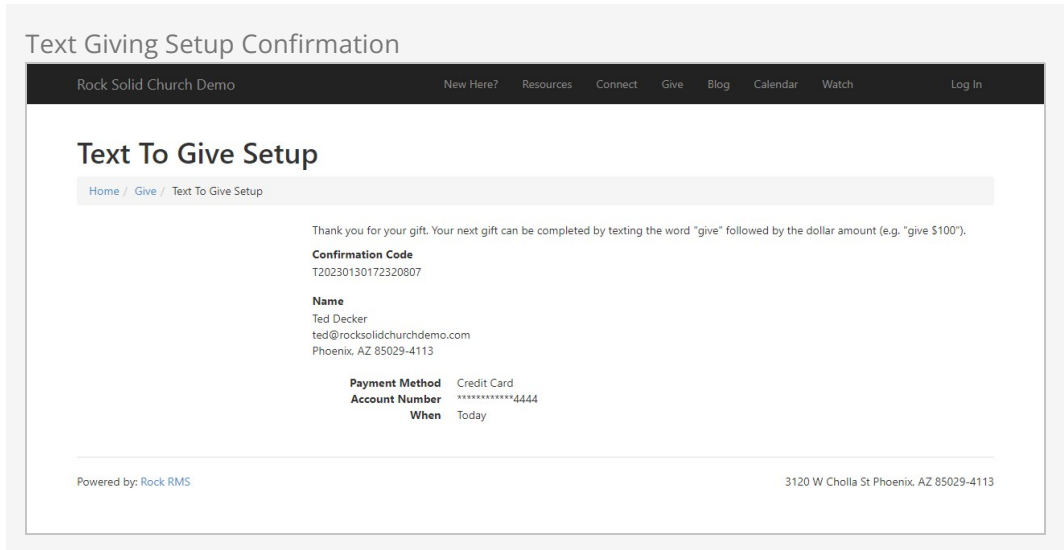 Text Giving Setup Confirmation
Rock Solid Church Demo New Here? Resources Connect Give Blog Calendar Watch Log In
Text To Give Setup
Home / Give / Text To Give Setup
Thank you for your gift. Your next gift can be completed by texting the word "give" followed by the dollar amount (e.g. "give $100").
Confirmation Code
T20230130172320807
Name
Ted Decker
ted@rocksolidchurchdemo.com
Phoenix, AZ 85029-4113
Payment Method Credit Card
Account Number ************4444
When Today
Powered by: Rock RMS 3120 W Cholla St Phoenix, AZ 85029-4113